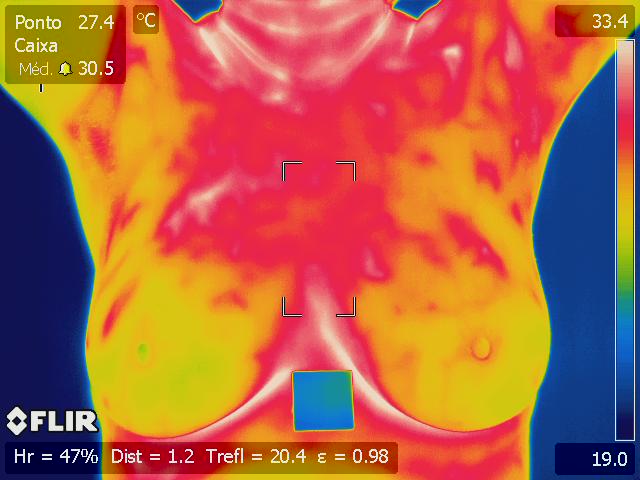 Ponto 27.4 °C
Caixa
Méd. 30.5
33.4
FLIR
Hr = 47% Dist = 1.2 Trefl = 20.4 ε = 0.98
19.0